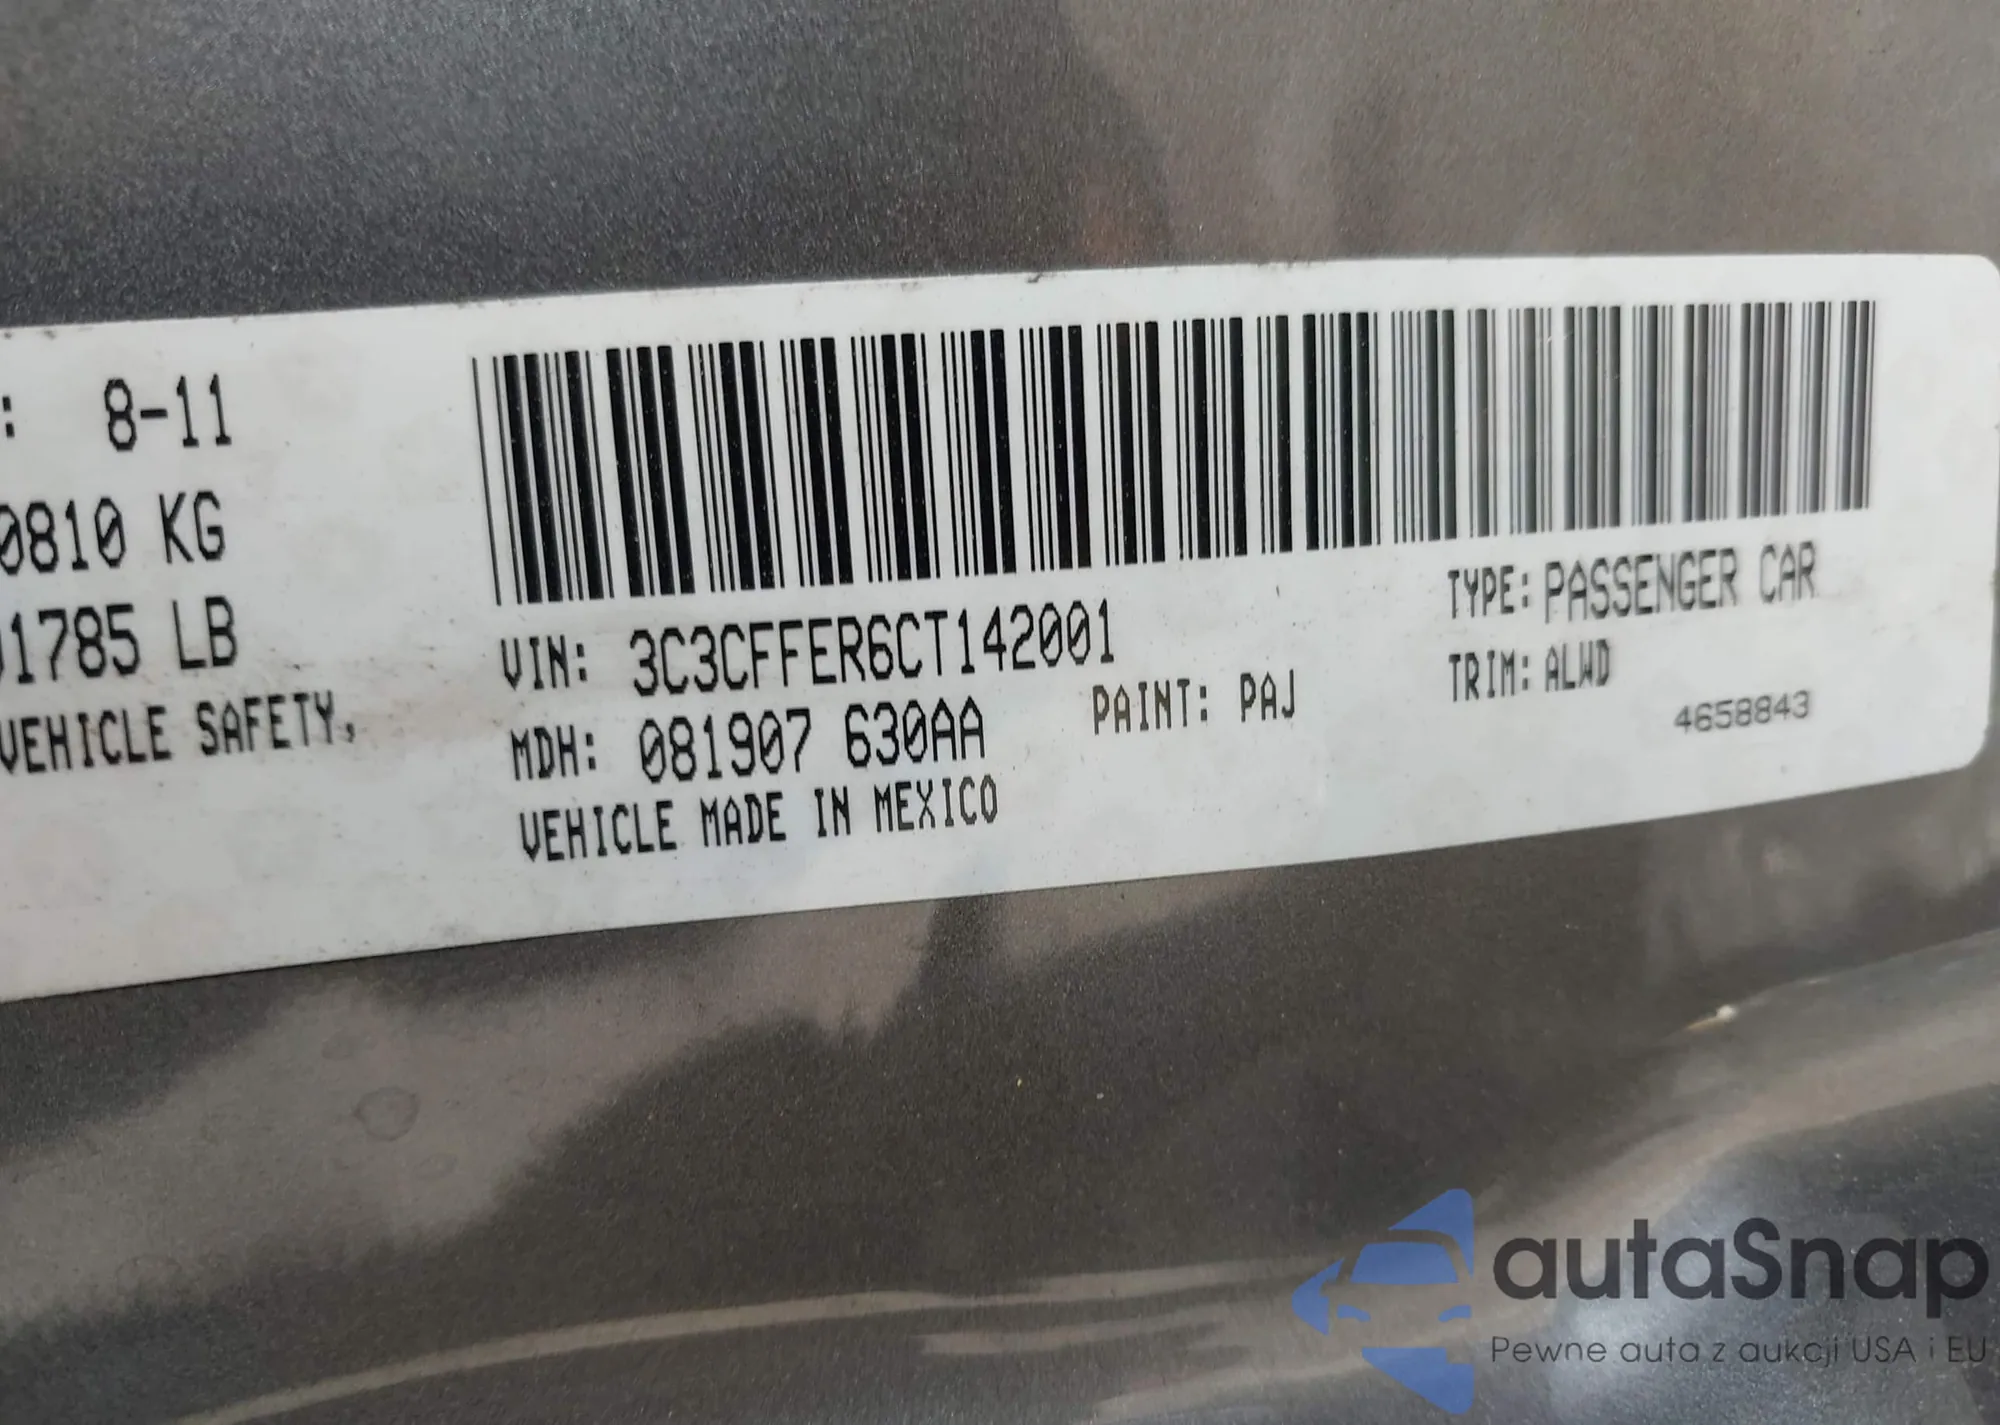 : 8-11
0810 KG
1785 LB
VEHICLE SAFETY,
VIN: 3C3CFFER6CT142001
TYPE: PASSENGER CAR
MDH: 081907 630AA
PAINT: PAJ
TRIM: ALWD
VEHICLE MADE IN MEXICO
4658843
autaSnap
Pewne auta z aukcji USA i EU